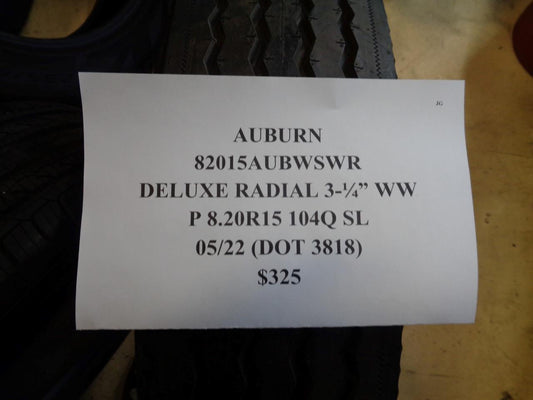 JG
AUBURN
82015AUBWSWR
DELUXE RADIAL 3-¼” WW
P 8.20R15 104Q SL
05/22 (DOT 3818)
$325